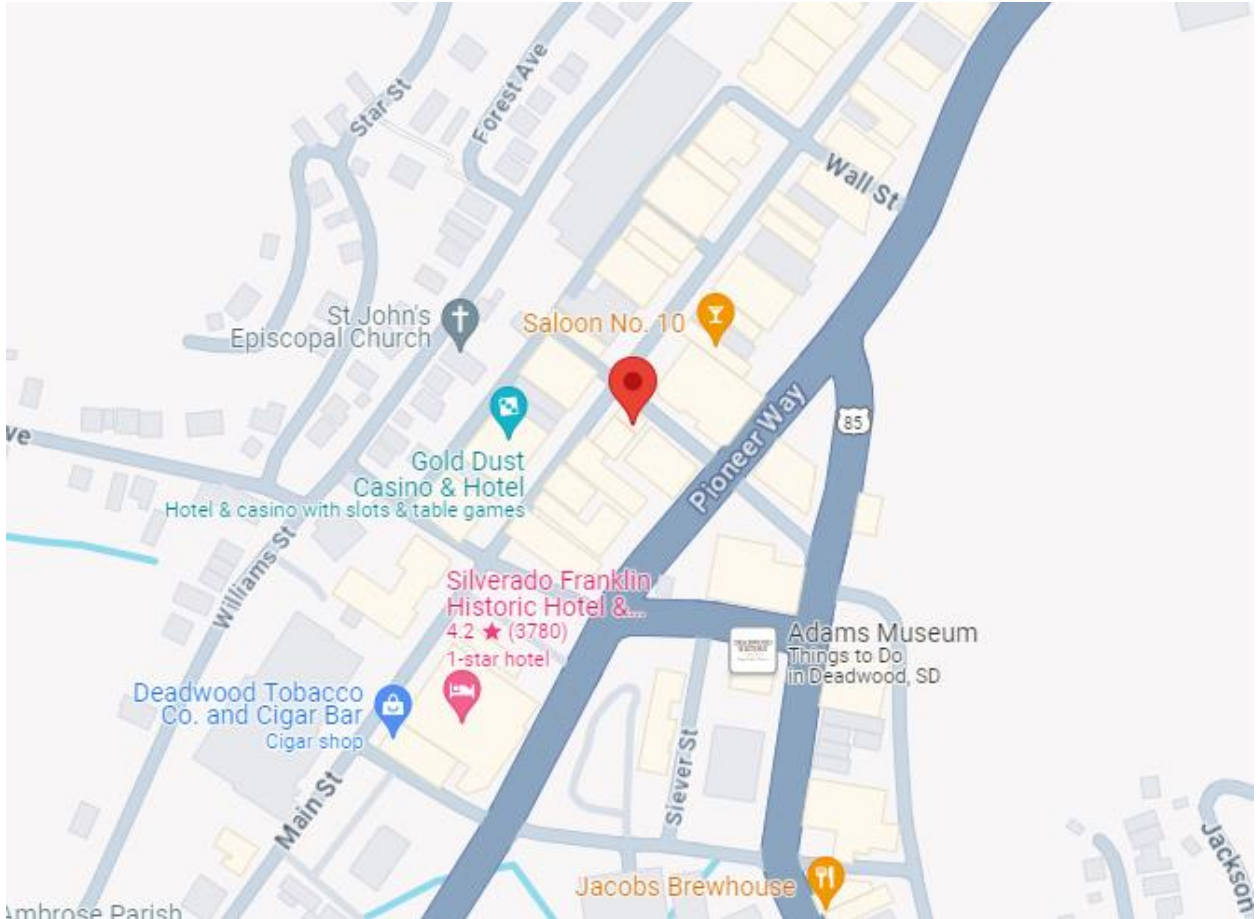 Star St
Forest Ave
Wall St
St John's
Episcopal Church
Saloon No. 10
85
Pioneer Way
ve
Gold Dust
Casino & Hotel
Hotel & casino with slots & table games
Williams St
Silverado Franklin
Historic Hotel &...
4.2 ★ (3780)
1-star hotel
Adams Museum
Things to Do
in Deadwood, SD
Deadwood Tobacco
Co. and Cigar Bar
Cigar shop
Main St
Siever St
Jackson
Jacobs Brewhouse
Ambrose Parish